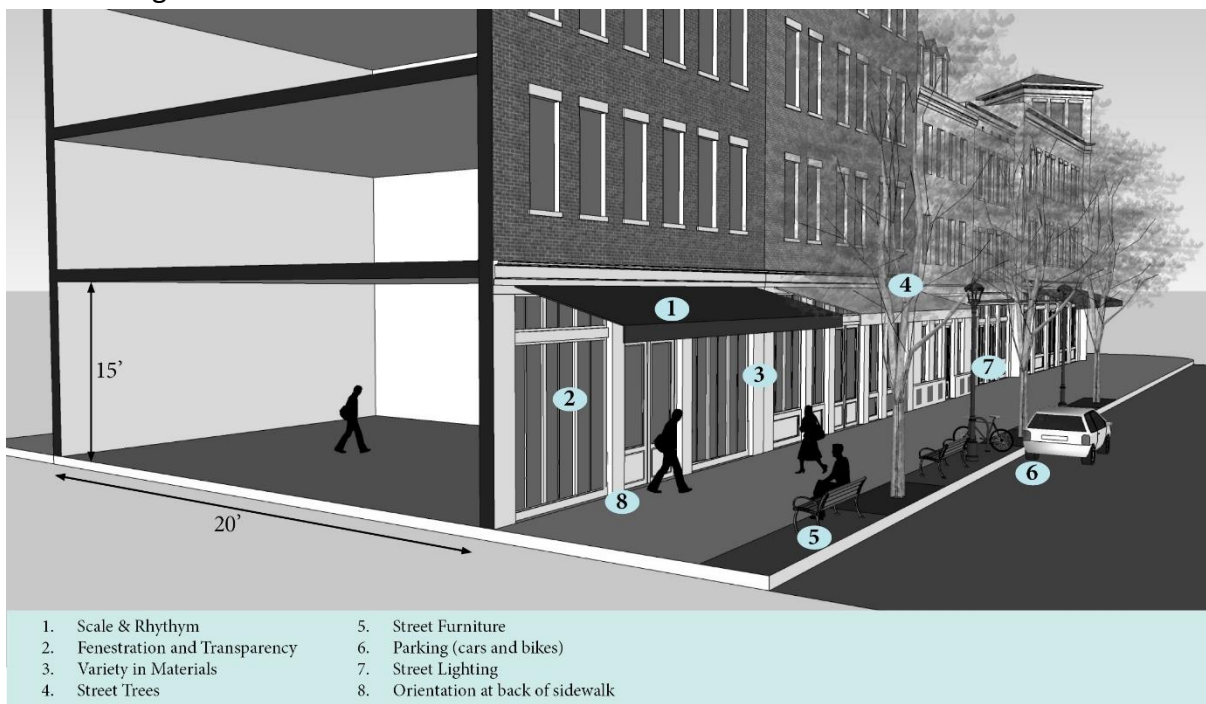 1
2
3
4
5
6
7
8
15’
20’
1. Scale & Rhythym
2. Fenestration and Transparency
3. Variety in Materials
4. Street Trees
5. Street Furniture
6. Parking (cars and bikes)
7. Street Lighting
8. Orientation at back of sidewalk